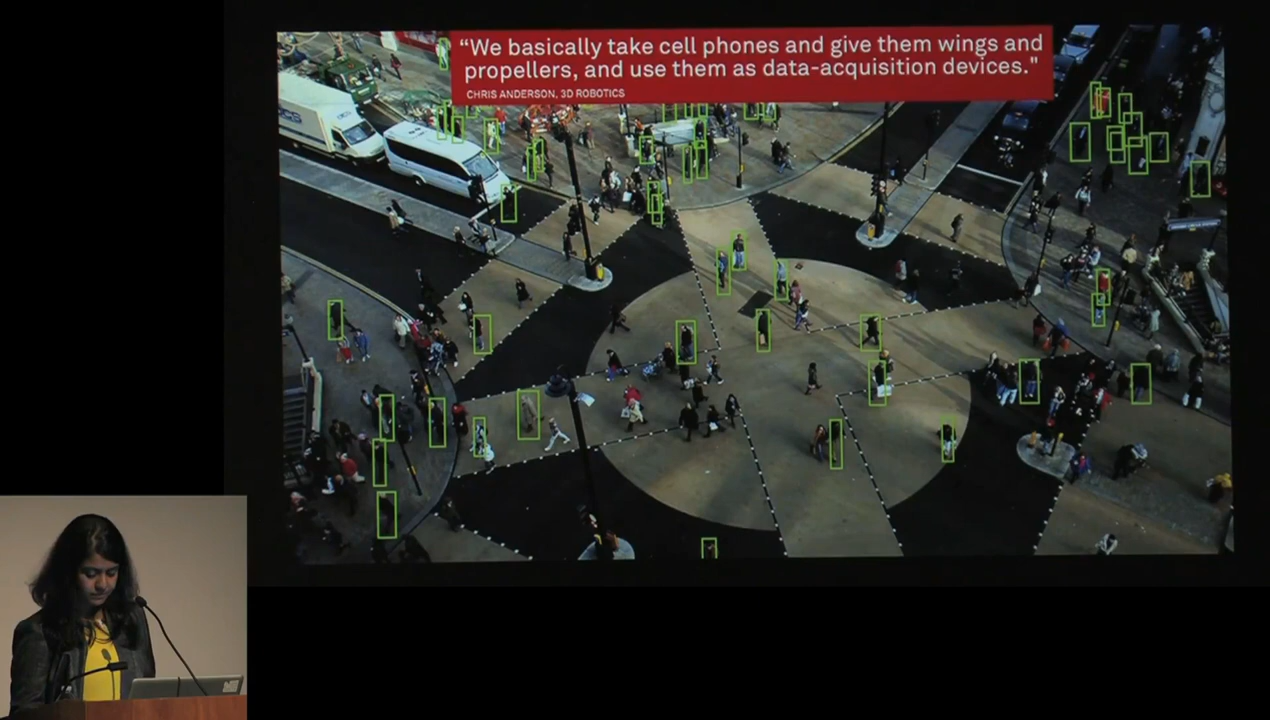 “We basically take cell phones and give them wings and
propellers, and use them as data-acquisition devices."
CHRIS ANDERSON, 3D ROBOTICS